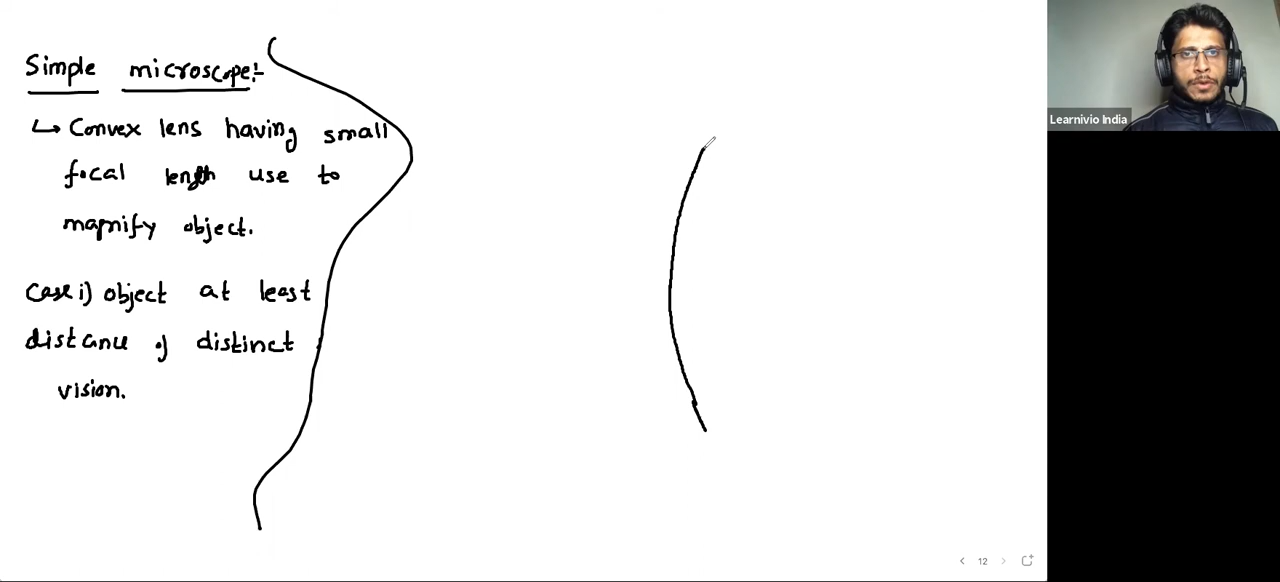 Simple microscope:-
↳ Convex lens having small
focal length use to
magnify object.
Case i) object at least
distance of distinct
vision.
Learnivio India
12